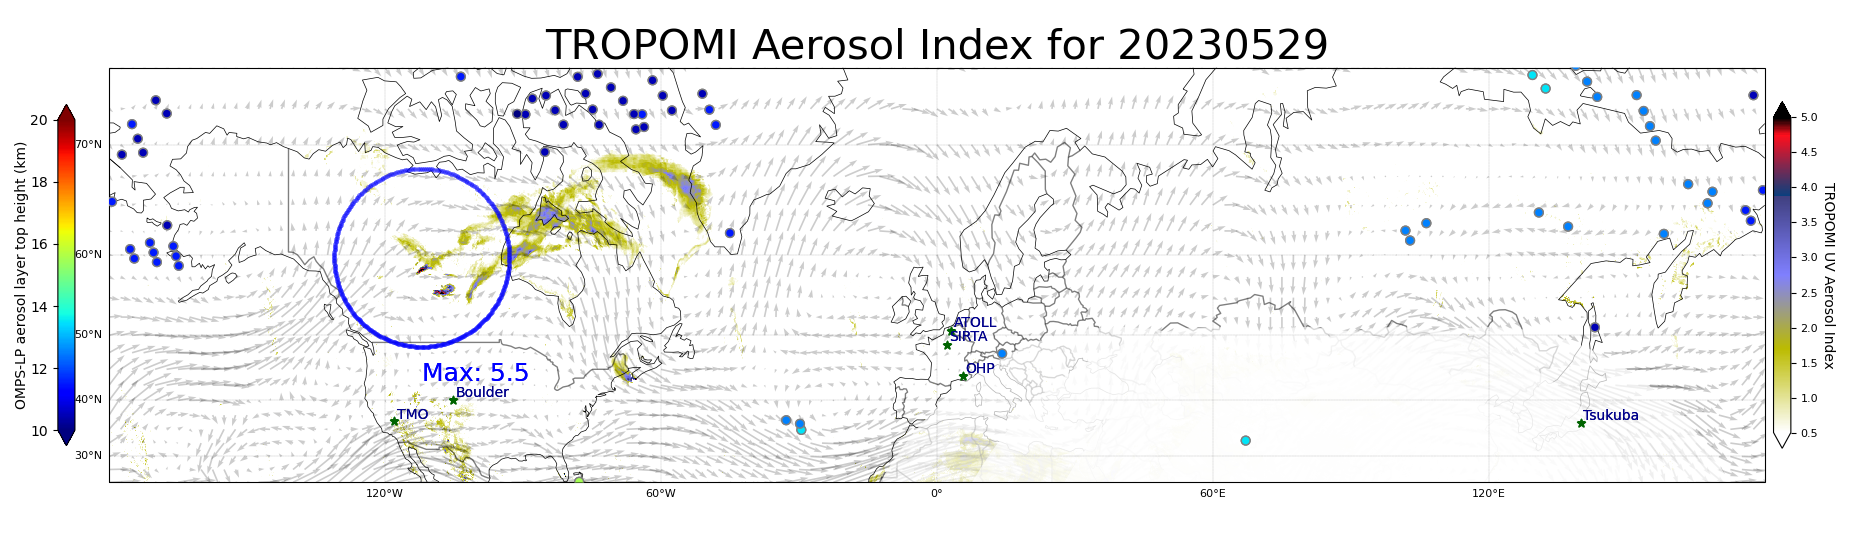 TROPOMI Aerosol Index for 20230529
OMPS-LP aerosol layer top height (km)
20
18
16
14
12
10
70°N
60°N
50°N
40°N
30°N
120°W
60°W
0°
60°E
120°E
Max: 5.5
Boulder
TMO
ATOLL
SIRTA
OHP
Tsukuba
5.0
4.5
4.0
3.5
3.0
2.5
2.0
1.5
1.0
0.5
TROPOMI UV Aerosol Index